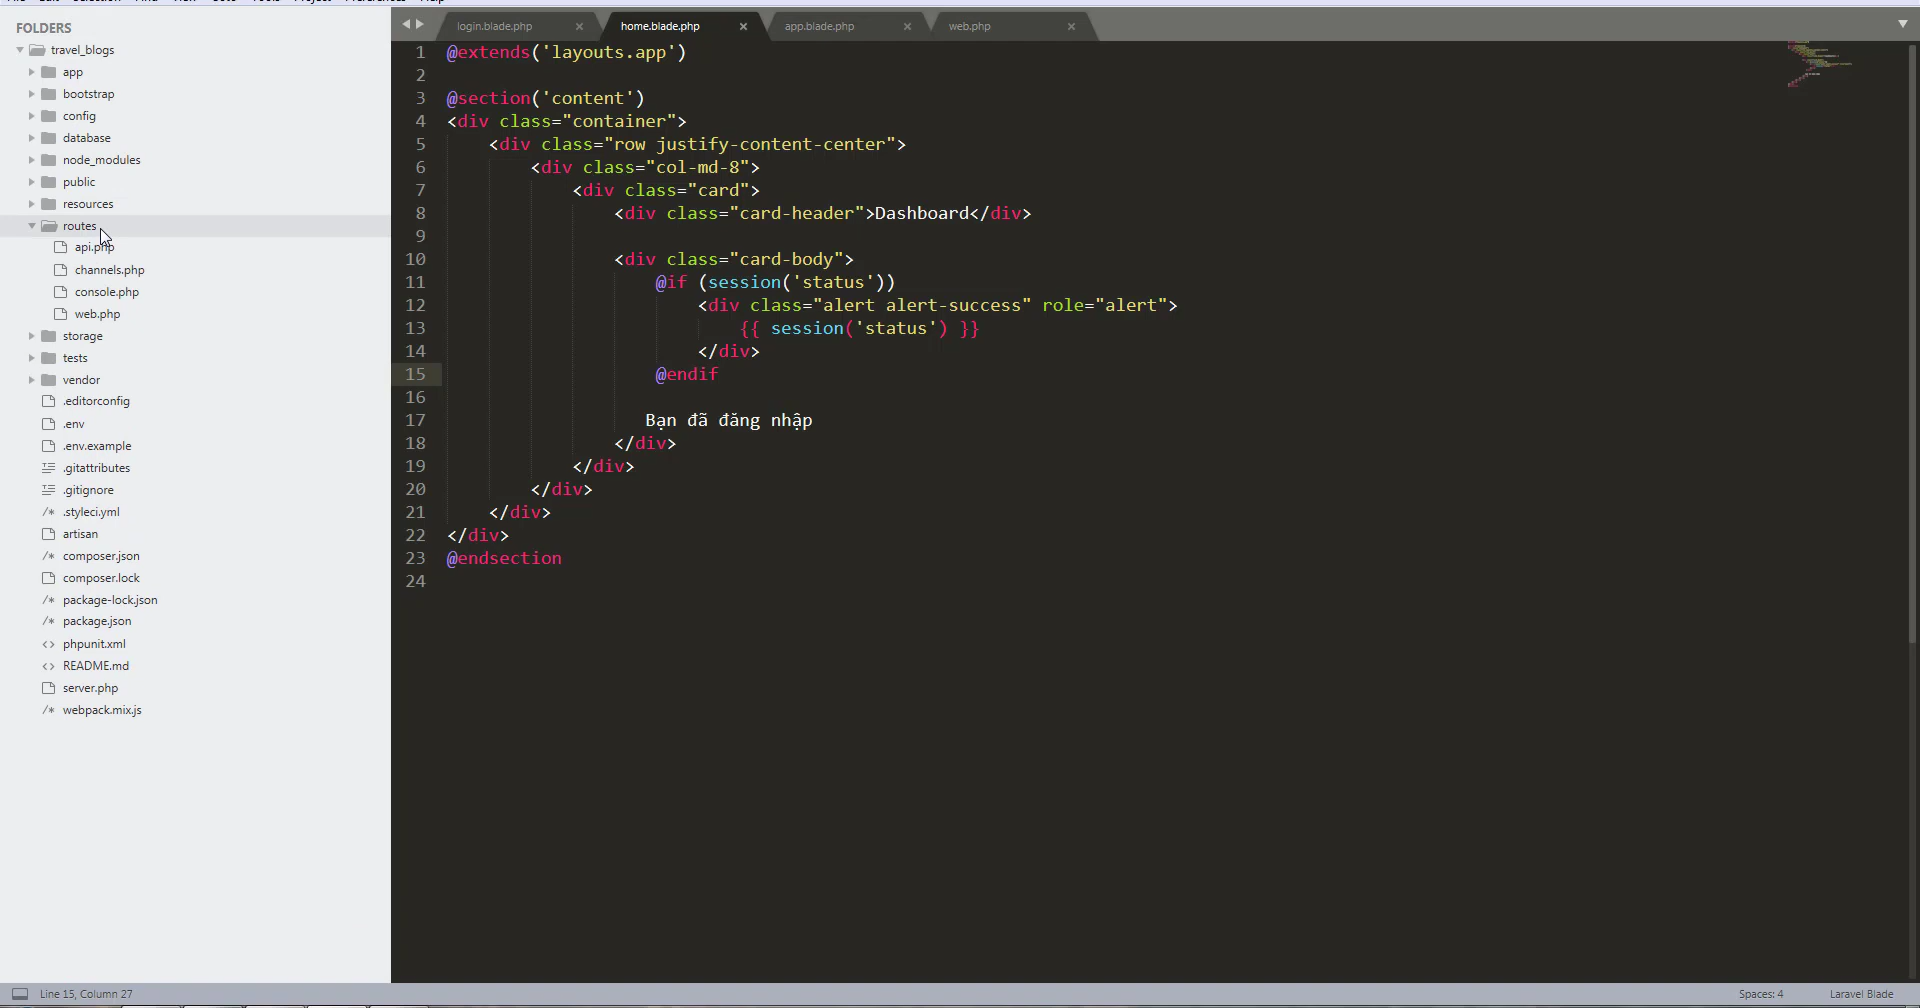 FOLDERS
travel_blogs
app
bootstrap
config
database
node_modules
public
resources
routes
api.php
channels.php
console.php
web.php
storage
tests
vendor
.editorconfig
.env
.env.example
.gitattributes
.gitignore
.styleci.yml
artisan
composer.json
composer.lock
package-lock.json
package.json
phpunit.xml
README.md
server.php
webpack.mix.js
login.blade.php
home.blade.php
app.blade.php
web.php
1 @extends('layouts.app')
2
3 @section('content')
4 <div class="container">
5 <div class="row justify-content-center">
6 <div class="col-md-8">
7 <div class="card">
8 <div class="card-header">Dashboard</div>
9
10 <div class="card-body">
11 @if (session('status'))
12 <div class="alert alert-success" role="alert">
13 {{ session('status') }}
14 </div>
15 @endif
16
17 Bạn đã đăng nhập
18 </div>
19 </div>
20 </div>
21 </div>
22 </div>
23 @endsection
24
Line 15, Column 27
Spaces: 4
Laravel Blade